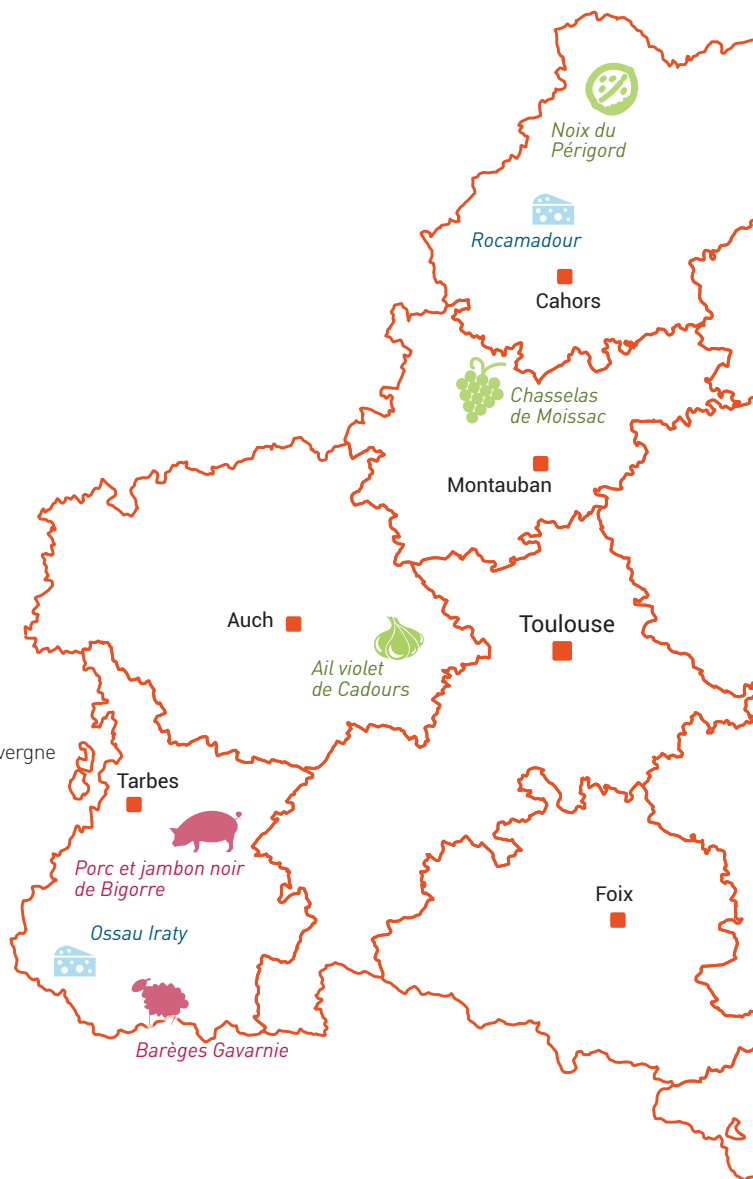 Noix du
Périgord
Rocamadour
Cahors
Chasselas
de Moissac
Montauban
Auch
Toulouse
Ail violet
de Cadours
vergne
Tarbes
Porc et jambon noir
de Bigorre
Foix
Ossau Iraty
Barèges Gavarnie